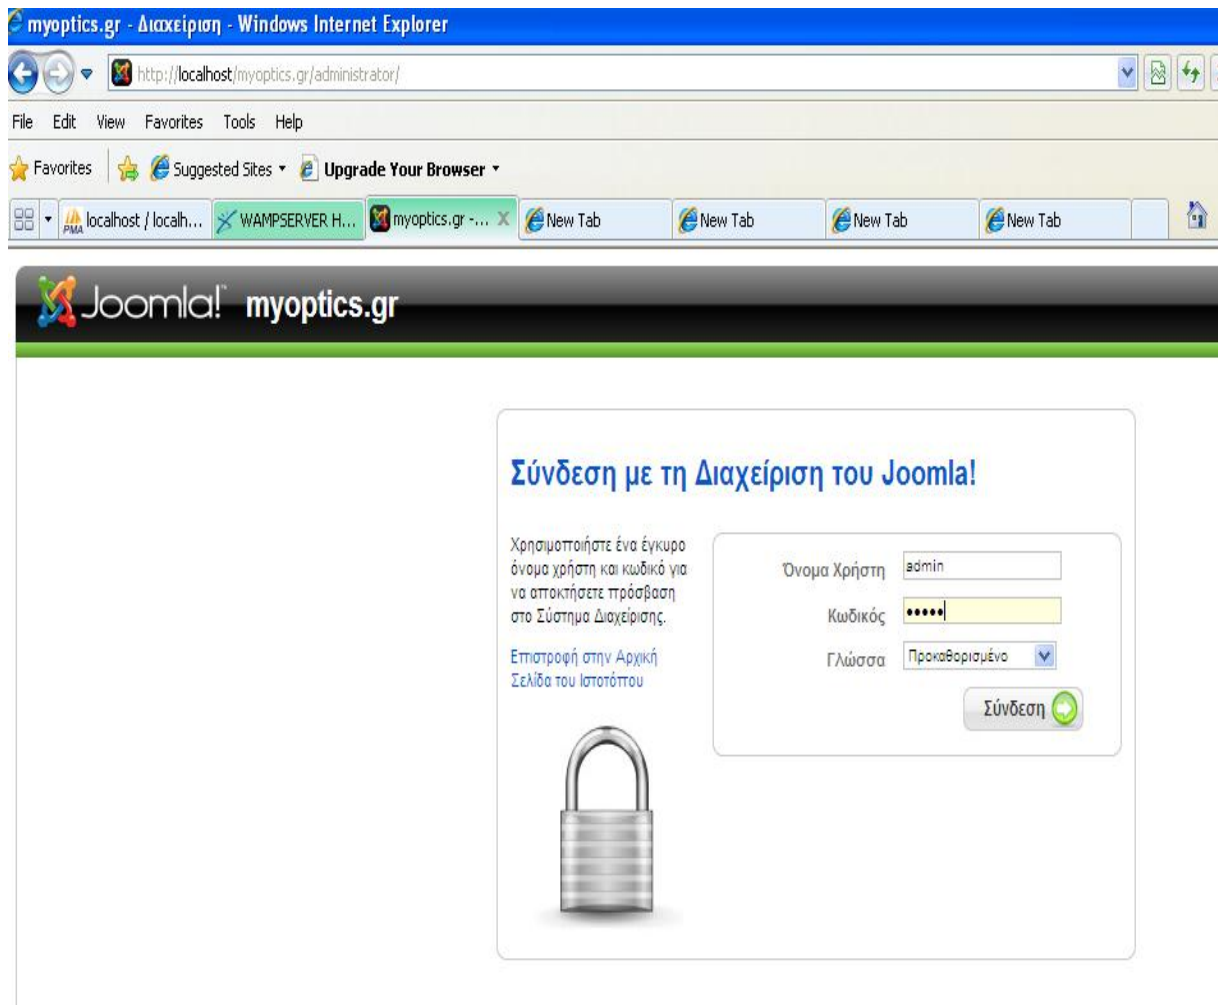 myoptics.gr - Διαχείριση - Windows Internet Explorer
http://localhost/myoptics.gr/administrator/
File Edit View Favorites Tools Help
Favorites Suggested Sites Upgrade Your Browser
PMA localhost / localh... WAMPSERVER H... myoptics.gr -... X New Tab New Tab New Tab New Tab
Joomla! myoptics.gr
Σύνδεση με τη Διαχείριση του Joomla!
Χρησιμοποιήστε ένα έγκυρο
όνομα χρήστη και κωδικό για
να αποκτήσετε πρόσβαση
στο Σύστημα Διαχείρισης.
Επιστροφή στην Αρχική
Σελίδα του Ιστοτόπου
Όνομα Χρήστη admin
Κωδικός •••••
Γλώσσα Προκαθορισμένο
Σύνδεση